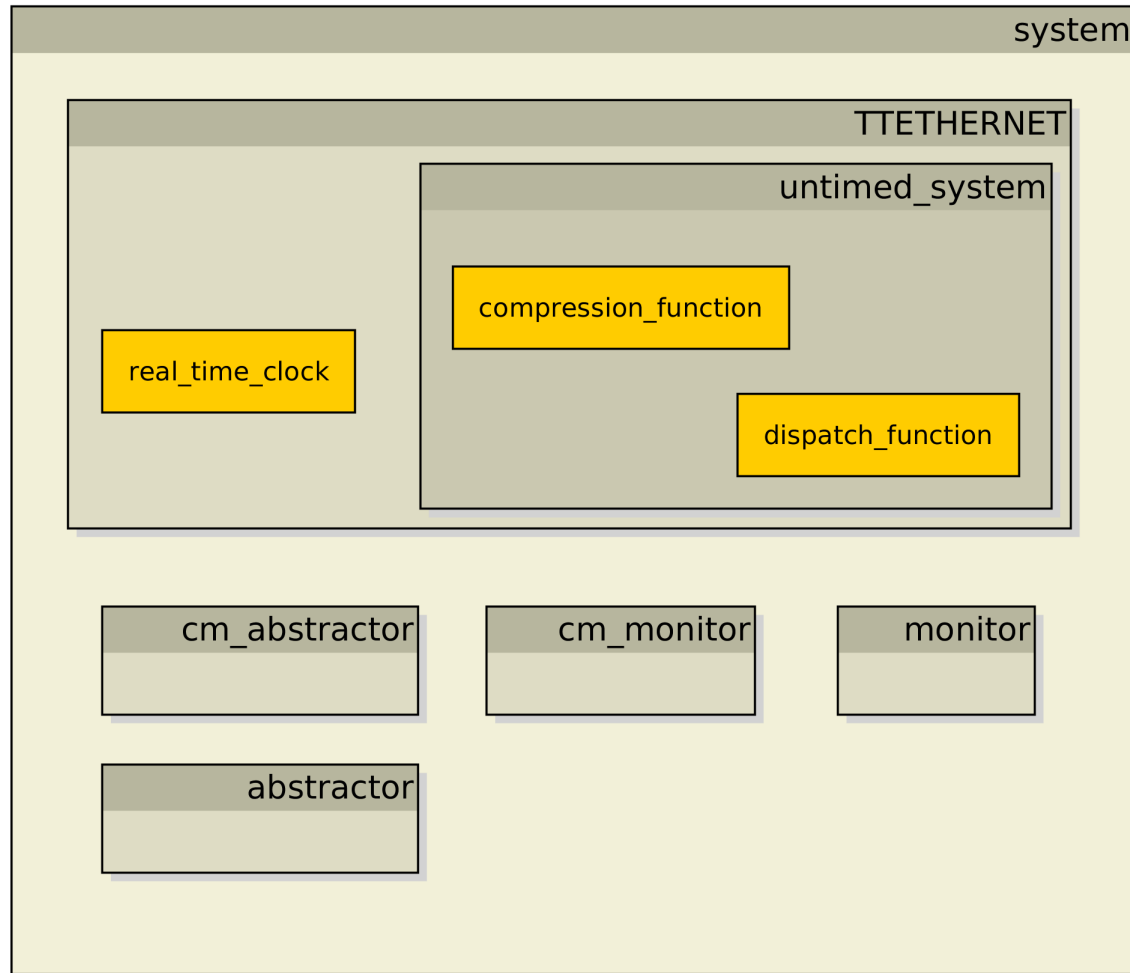 system
TTETHERNET
untimed_system
compression_function
real_time_clock
dispatch_function
cm_abstractor
cm_monitor
monitor
abstractor